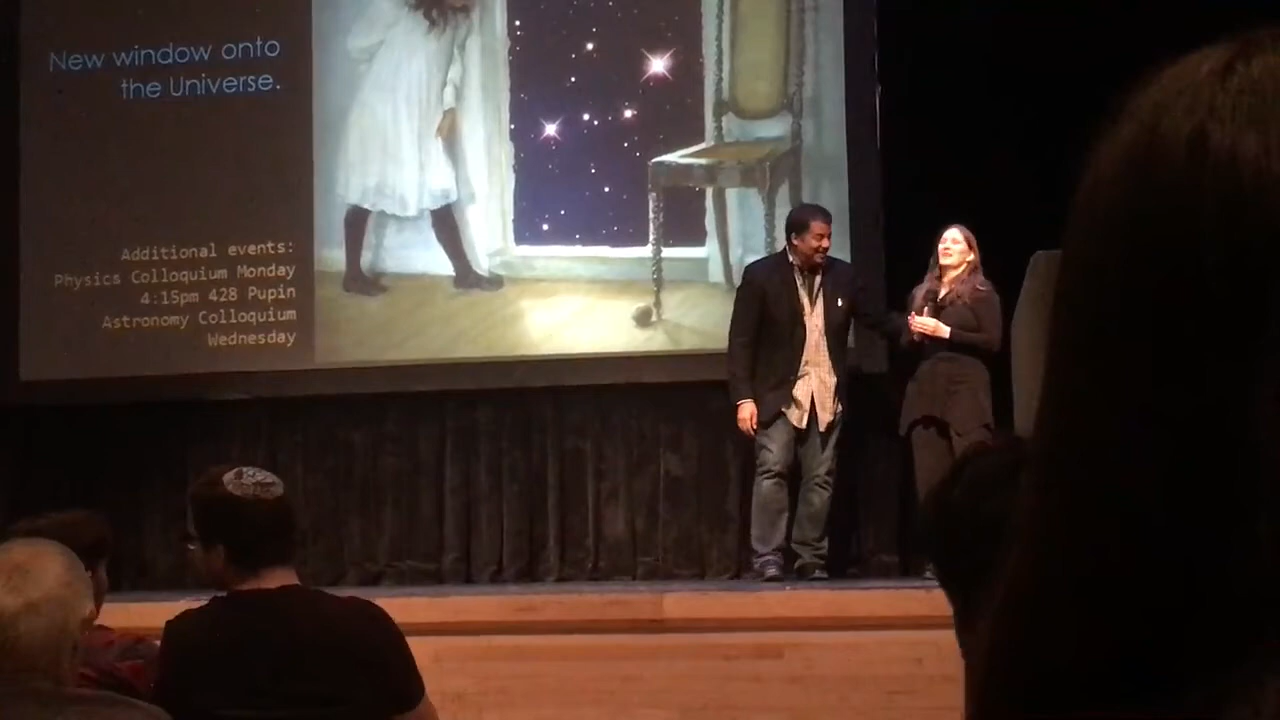 New window onto
the Universe.
Additional events:
Physics Colloquium Monday
4:15pm 428 Pupin
Astronomy Colloquium
Wednesday